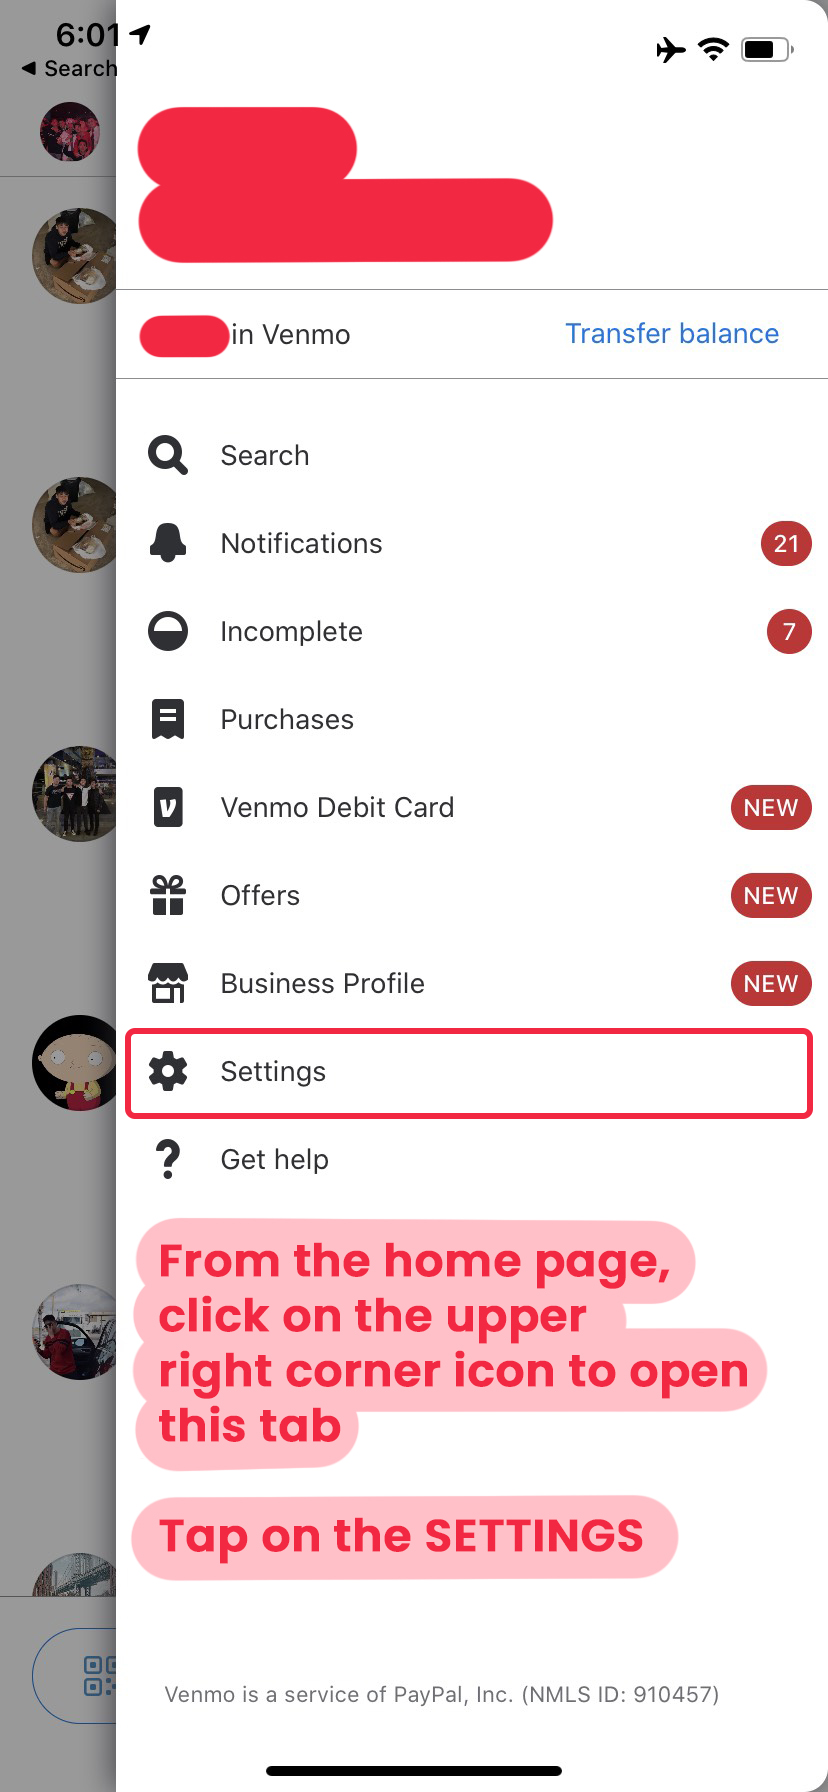 6:01
◀ Search
in Venmo
Transfer balance
Search
Notifications
21
Incomplete
7
Purchases
Venmo Debit Card
NEW
Offers
NEW
Business Profile
NEW
Settings
Get help
From the home page,
click on the upper
right corner icon to open
this tab
Tap on the SETTINGS
Venmo is a service of PayPal, Inc. (NMLS ID: 910457)